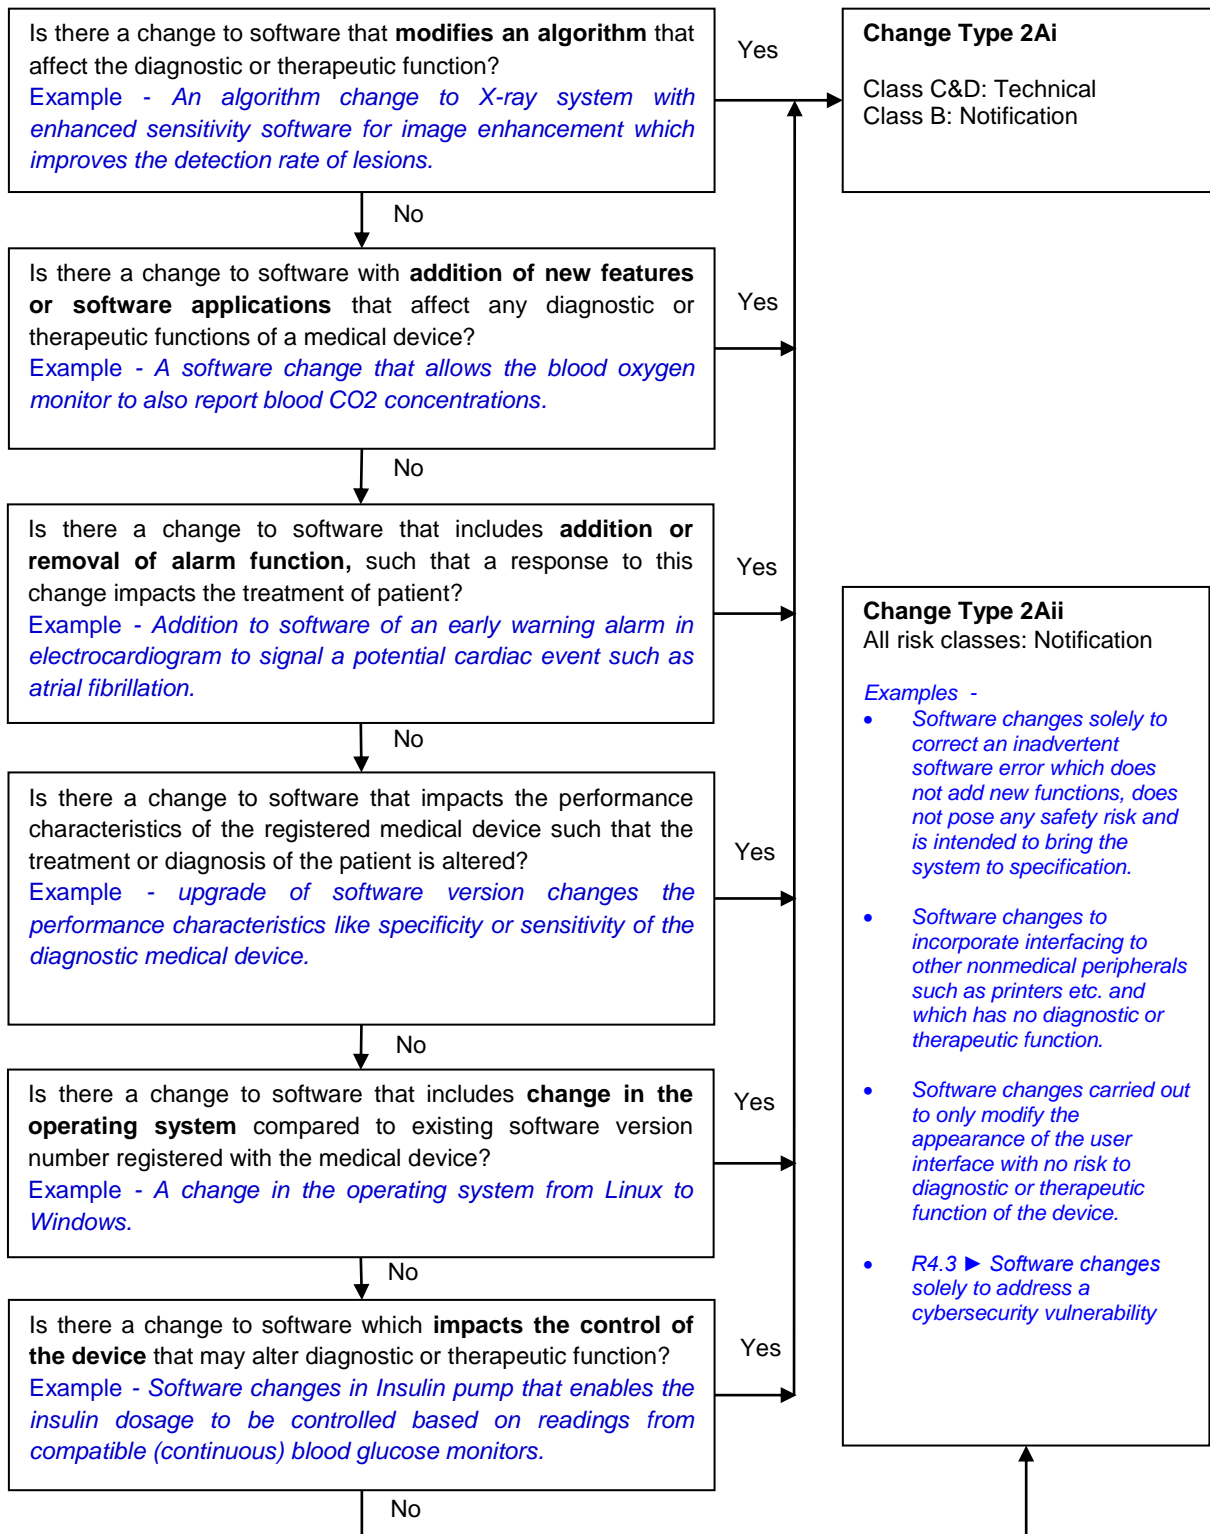 Is there a change to software that modifies an algorithm that
affect the diagnostic or therapeutic function?
Example - An algorithm change to X-ray system with
enhanced sensitivity software for image enhancement which
improves the detection rate of lesions.
Yes
Change Type 2Ai
Class C&D: Technical
Class B: Notification
No
Is there a change to software with addition of new features
or software applications that affect any diagnostic or
therapeutic functions of a medical device?
Example - A software change that allows the blood oxygen
monitor to also report blood CO2 concentrations.
Yes
No
Is there a change to software that includes addition or
removal of alarm function, such that a response to this
change impacts the treatment of patient?
Example - Addition to software of an early warning alarm in
electrocardiogram to signal a potential cardiac event such as
atrial fibrillation.
Yes
No
Is there a change to software that impacts the performance
characteristics of the registered medical device such that the
treatment or diagnosis of the patient is altered?
Example - upgrade of software version changes the
performance characteristics like specificity or sensitivity of the
diagnostic medical device.
Yes
No
Is there a change to software that includes change in the
operating system compared to existing software version
number registered with the medical device?
Example - A change in the operating system from Linux to
Windows.
Yes
No
Is there a change to software which impacts the control of
the device that may alter diagnostic or therapeutic function?
Example - Software changes in Insulin pump that enables the
insulin dosage to be controlled based on readings from
compatible (continuous) blood glucose monitors.
Yes
No
Change Type 2Aii
All risk classes: Notification
Examples -
• Software changes solely to
correct an inadvertent
software error which does
not add new functions, does
not pose any safety risk and
is intended to bring the
system to specification.
• Software changes to
incorporate interfacing to
other nonmedical peripherals
such as printers etc. and
which has no diagnostic or
therapeutic function.
• Software changes carried out
to only modify the
appearance of the user
interface with no risk to
diagnostic or therapeutic
function of the device.
• R4.3 ► Software changes
solely to address a
cybersecurity vulnerability